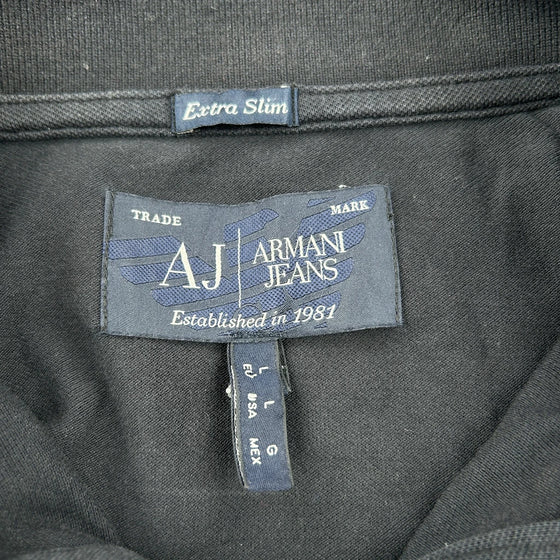 Extra Slim
TRADE MARK
AJ ARMANI
JEANS
Established in 1981
L L G
EU USA MEX